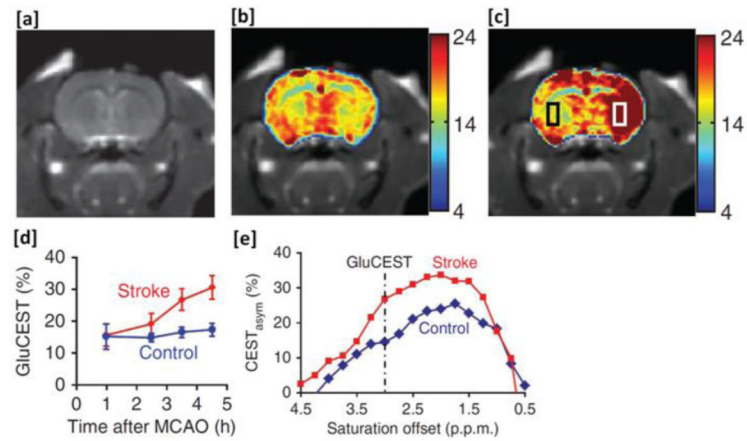 [a]
[b]
24
14
4
[c]
24
14
4
[d]
GluCEST (%)
40
30
20
10
0
Stroke
Control
0 1 2 3 4 5
Time after MCAO (h)
[e]
CESTasym (%)
40
30
20
10
0
GluCEST
Stroke
Control
4.5 3.5 2.5 1.5 0.5
Saturation offset (p.p.m.)